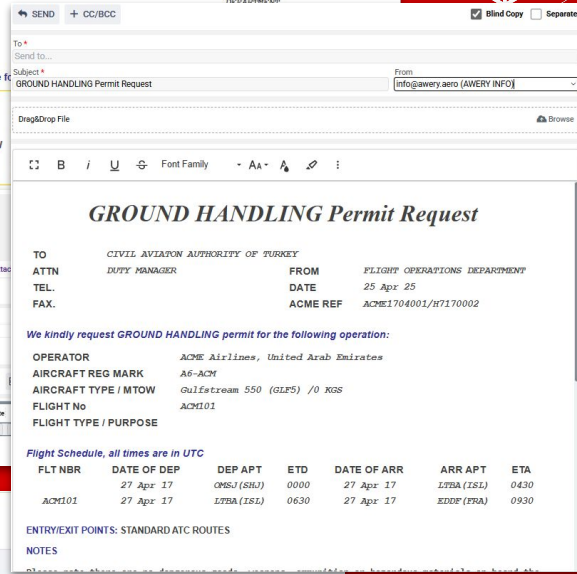 SEND + CC/BCC Blind Copy Separate
To *
Send to...
Subject * From
GROUND HANDLING Permit Request info@awery.aero (AWERY INFO)
Drag&Drop File Browse
B i U S Font Family AA A
GROUND HANDLING Permit Request
TO CIVIL AVIATON AUTHORITY OF TURKEY
ATTN DUTY MANAGER FROM FLIGHT OPERATIONS DEPARTMENT
TEL. DATE 25 Apr 25
FAX. ACME REF ACME1704001/H7170002
We kindly request GROUND HANDLING permit for the following operation:
OPERATOR ACME Airlines, United Arab Emirates
AIRCRAFT REG MARK A6-ACM
AIRCRAFT TYPE / MTOW Gulfstream 550 (GLF5) /0 KGS
FLIGHT No ACM101
FLIGHT TYPE / PURPOSE
Flight Schedule, all times are in UTC
FLT NBR DATE OF DEP DEP APT ETD DATE OF ARR ARR APT ETA
27 Apr 17 OMSJ(SHJ) 0000 27 Apr 17 LTBA(ISL) 0430
ACM101 27 Apr 17 LTBA(ISL) 0630 27 Apr 17 EDDF(FRA) 0930
ENTRY/EXIT POINTS: STANDARD ATC ROUTES
NOTES